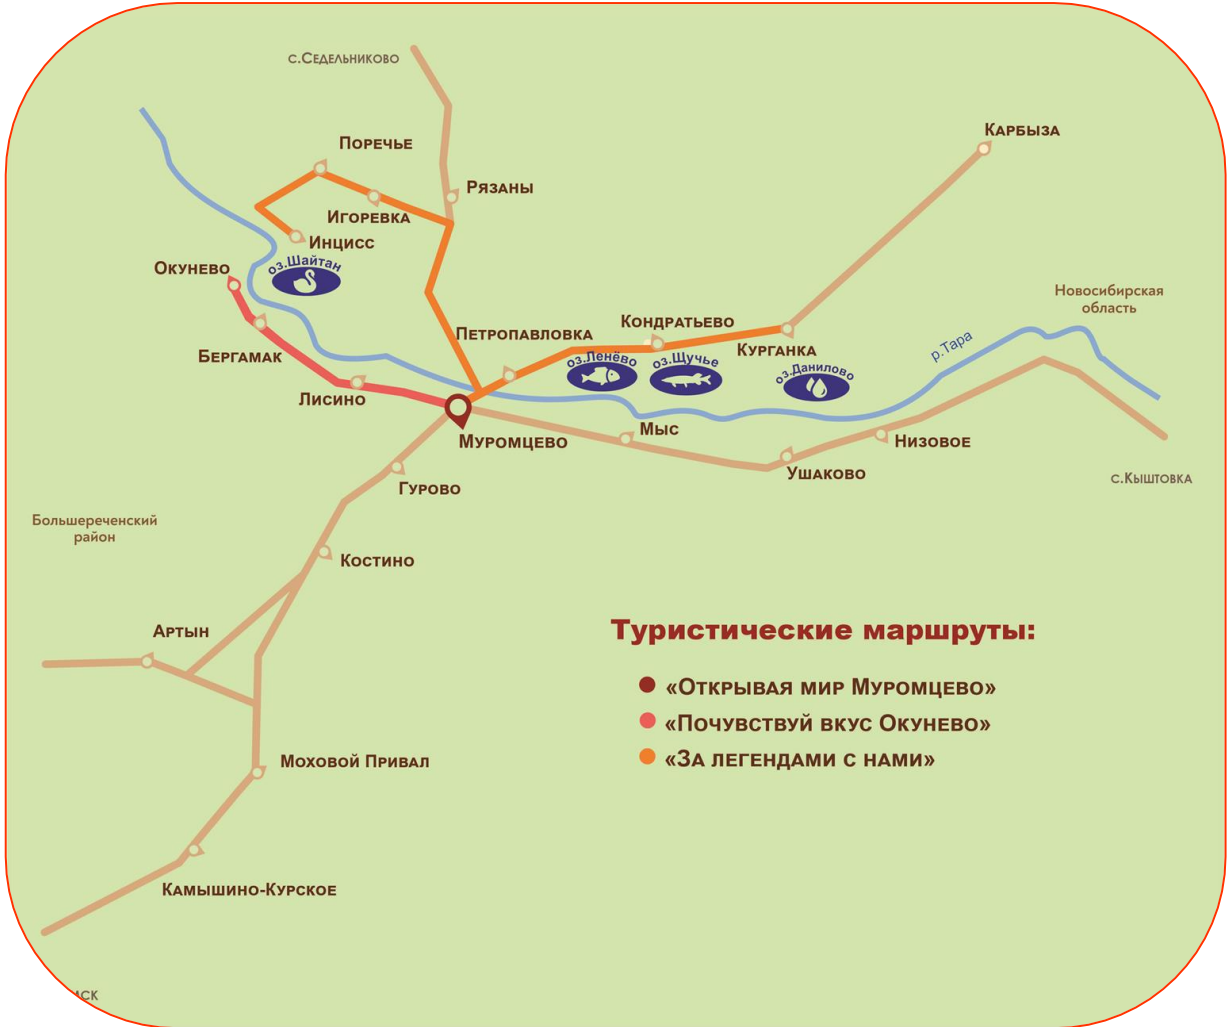 с.Седельниково
Карбыза
Поречье
Рязаны
Игоревка
Инцисс
оз.Шайтан
Окунево
Новосибирская
область
Кондратьево
Петропавловка
р.Тара
Курганка
Бергамак
оз.Ленёво
оз.Щучье
оз.Данилово
Лисино
Мыс
Муромцево
Низовое
Ушаково
с.Кыштовка
Гурово
Большереченский
район
Костино
Артын
Туристические маршруты:
«Открывая мир Муромцево»
«Почувствуй вкус Окунево»
«За легендами с нами»
Моховой Привал
Камышино-Курское